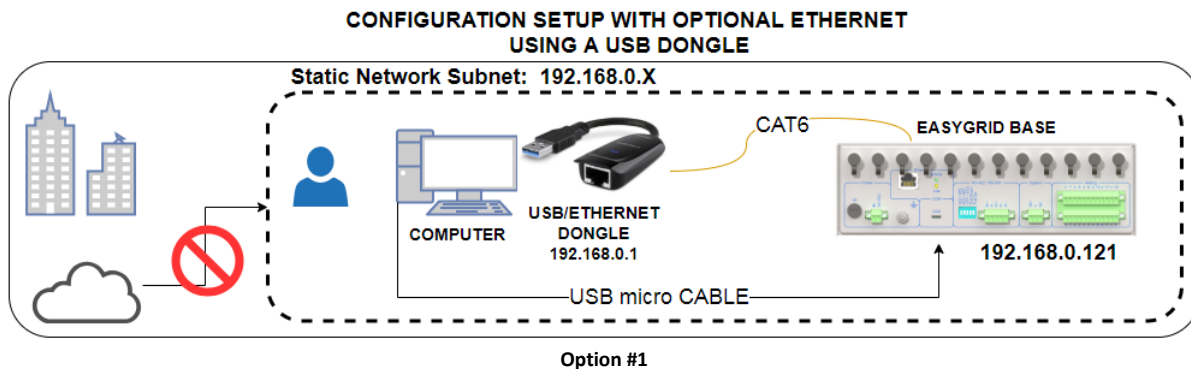 CONFIGURATION SETUP WITH OPTIONAL ETHERNET
USING A USB DONGLE
Static Network Subnet: 192.168.0.X
CAT6
EASYGRID BASE
COMPUTER
USB/ETHERNET
DONGLE
192.168.0.1
192.168.0.121
USB micro CABLE
Option #1